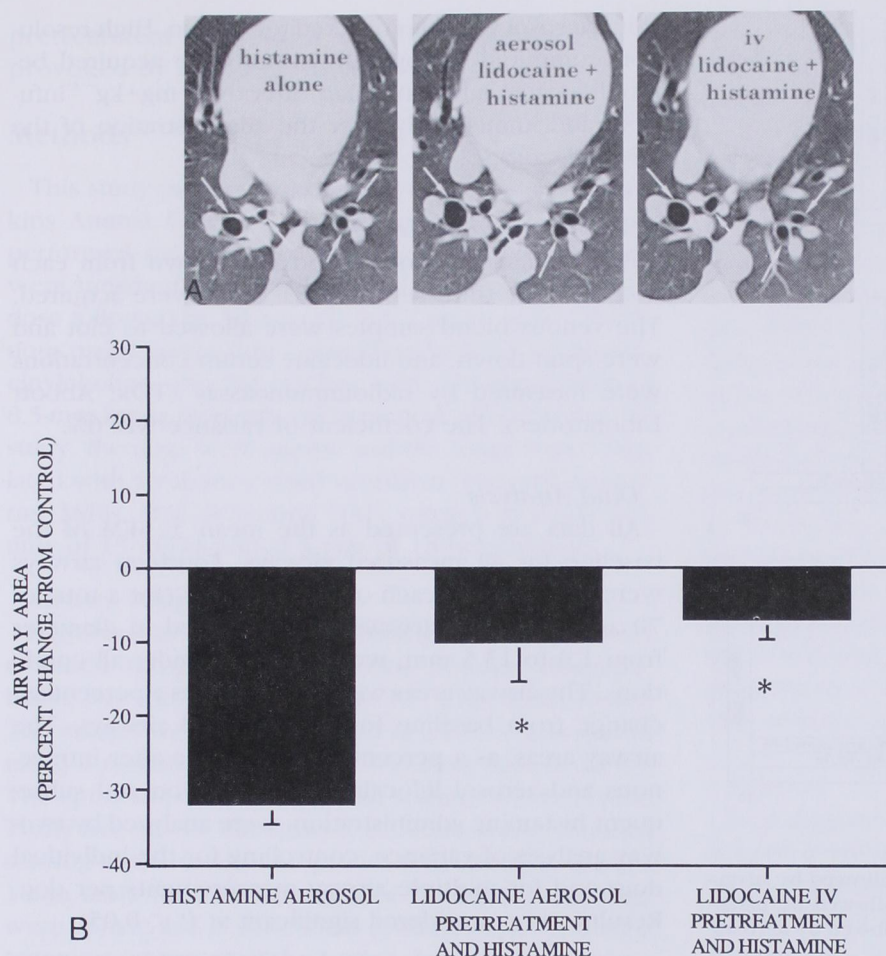 histamine
alone
aerosol
lidocaine +
histamine
iv
lidocaine +
histamine
A
30
20
10
0
-10
-20
-30
-40
AIRWAY AREA
(PERCENT CHANGE FROM CONTROL)
*
*
HISTAMINE AEROSOL
LIDOCAINE AEROSOL
PRETREATMENT
AND HISTAMINE
LIDOCAINE IV
PRETREATMENT
AND HISTAMINE
B